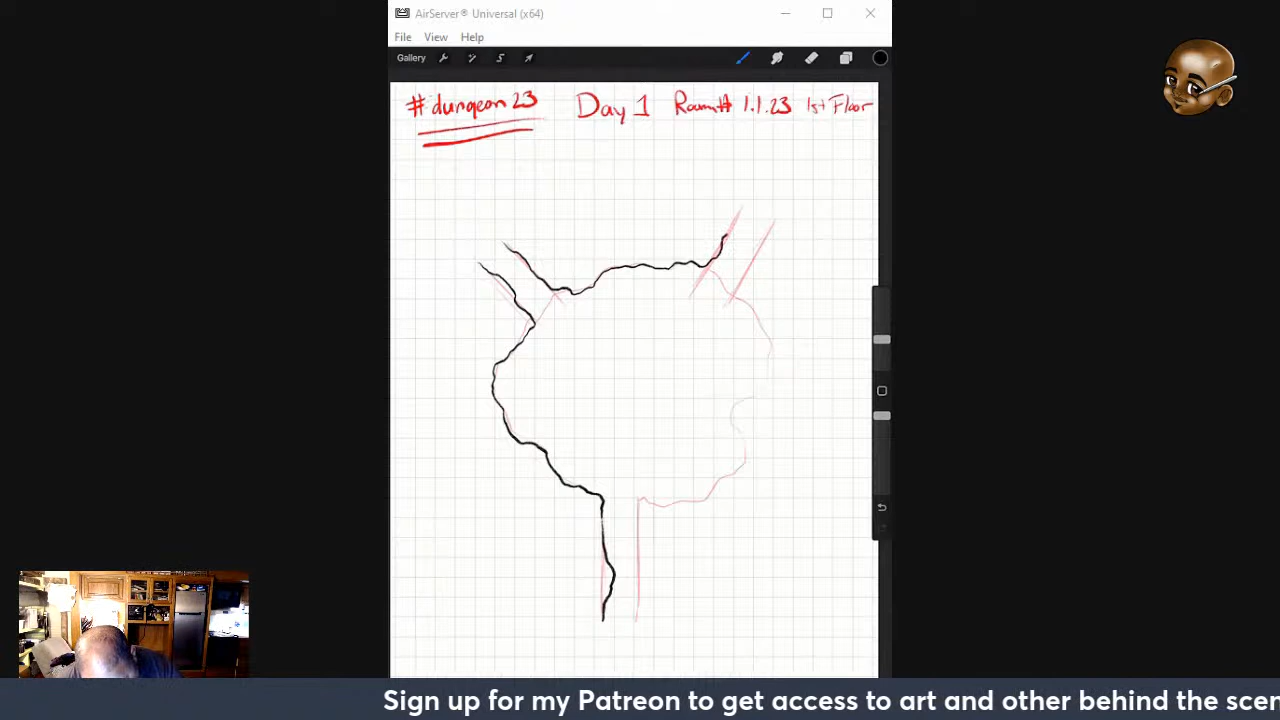 AirServer® Universal (x64)
File View Help
Gallery
#dungeon 23 Day 1 Room# 1.1.23 1st Floor
Sign up for my Patreon to get access to art and other behind the scen